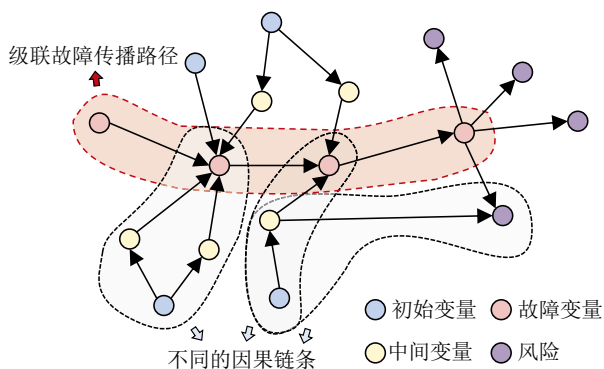 级联故障传播路径
初始变量
故障变量
中间变量
风险
不同的因果链条